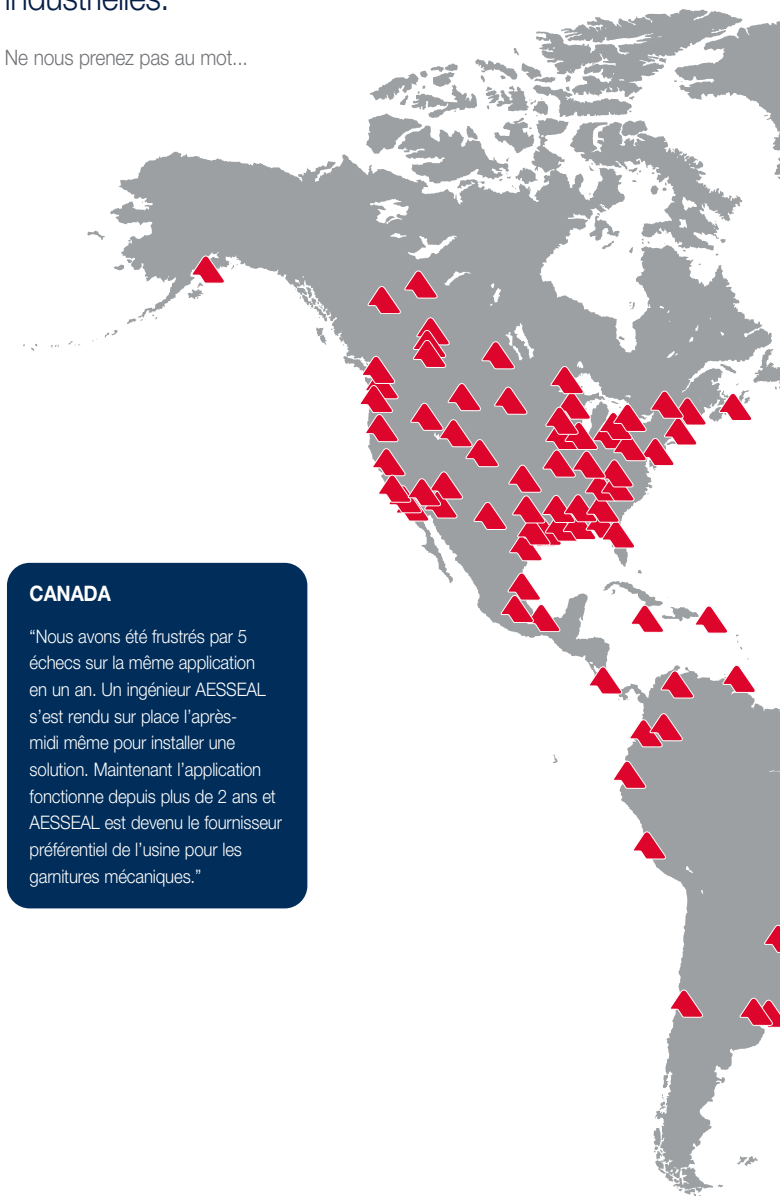 industrielles.
Ne nous prenez pas au mot...
CANADA
“Nous avons été frustrés par 5
échecs sur la même application
en un an. Un ingénieur AESSEAL
s’est rendu sur place l’après-
midi même pour installer une
solution. Maintenant l’application
fonctionne depuis plus de 2 ans et
AESSEAL est devenu le fournisseur
préférentiel de l’usine pour les
garnitures mécaniques.”